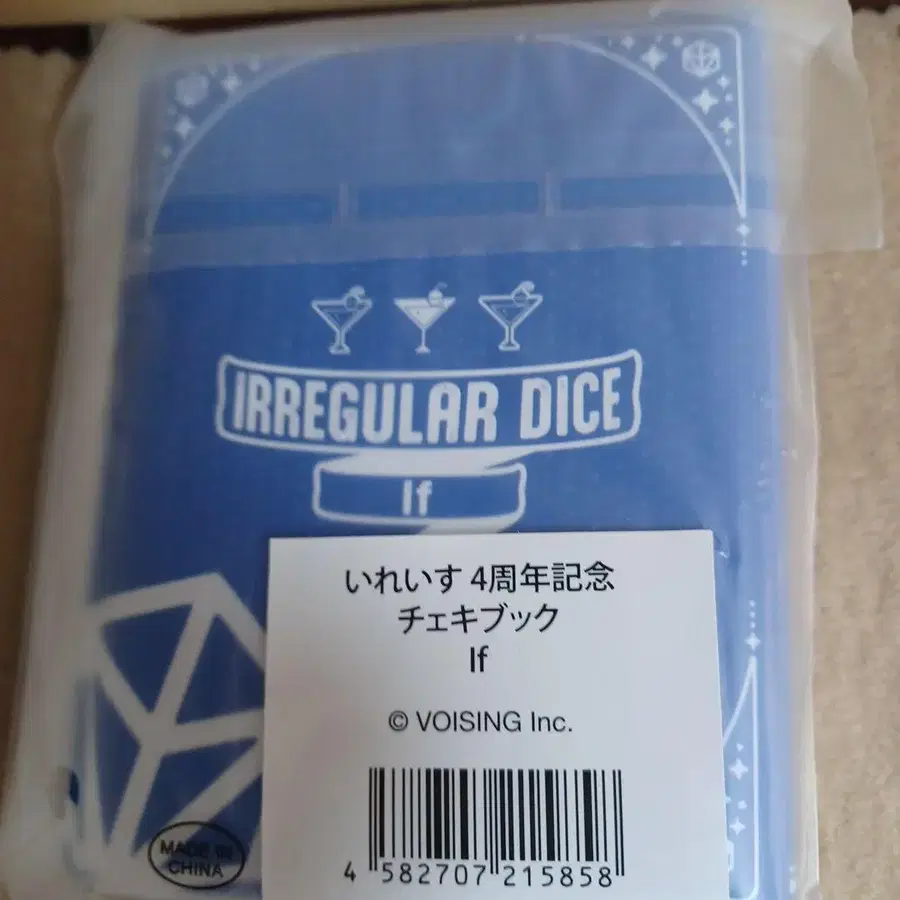 IRREGULAR DICE
If
いれいす 4周年記念
チェキブック
If
© VOISING Inc.
4 582707 215858
MADE IN
CHINA